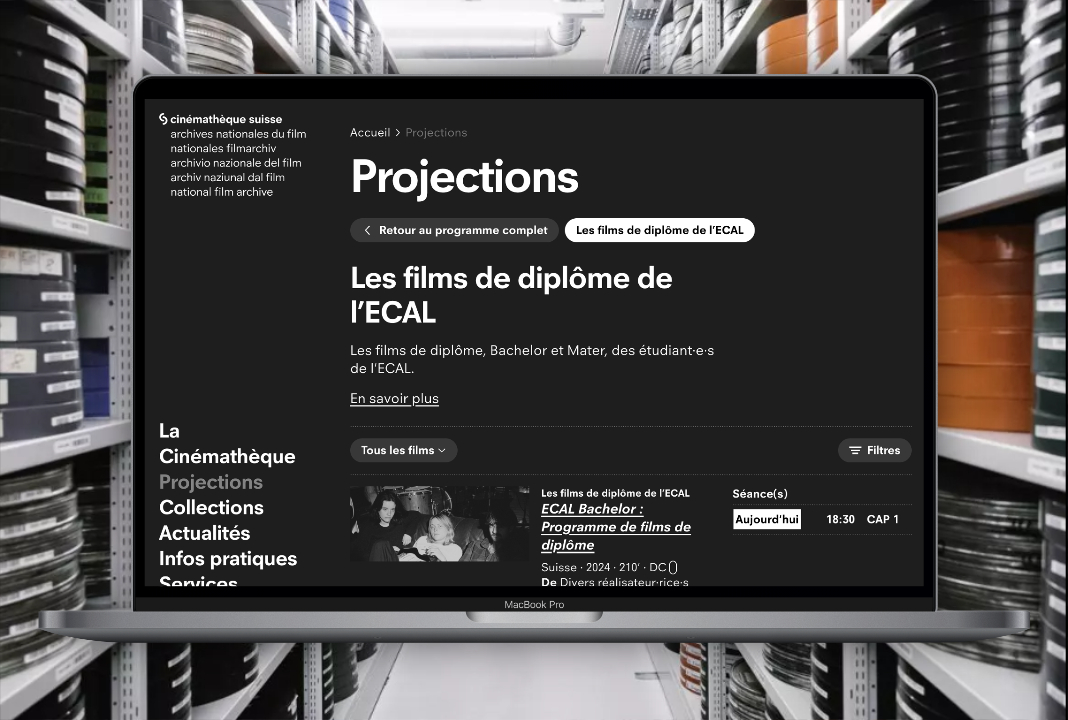 cinémathèque suisse
archives nationales du film
nationales filmarchiv
archivio nazionale del film
archiv naziunal dal film
national film archive
La
Cinémathèque
Projections
Collections
Actualités
Infos pratiques
Services
Accueil > Projections
Projections
< Retour au programme complet
Les films de diplôme de l’ECAL
Les films de diplôme de
l’ECAL
Les films de diplôme, Bachelor et Mater, des étudiant·e·s
de l’ECAL.
En savoir plus
Tous les films
Filtres
Les films de diplôme de l’ECAL
ECAL Bachelor :
Programme de films de
diplôme
Suisse · 2024 · 210’ · DC
De Divers réalisateur·rice·s
Séance(s)
Aujourd’hui 18:30 CAP 1
MacBook Pro